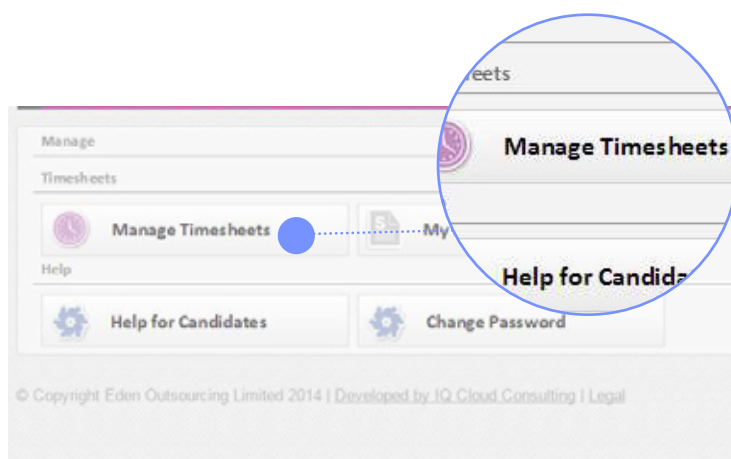 eets
Manage Timesheets
Help for Candida
Manage
Timesheets
Manage Timesheets
My
Help
Help for Candidates
Change Password
© Copyright Eden Outsourcing Limited 2014 | Developed by IQ Cloud Consulting | Legal